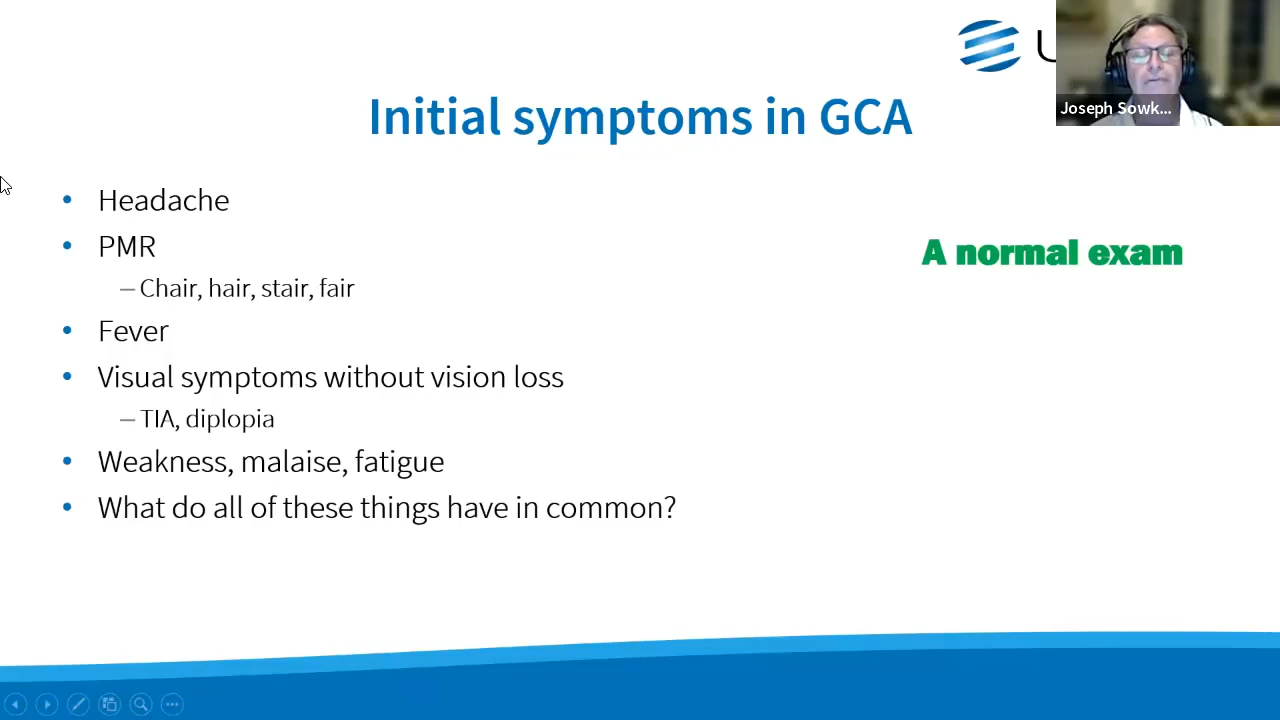 U
Joseph Sowk...
Initial symptoms in GCA
• Headache
• PMR
– Chair, hair, stair, fair
• Fever
• Visual symptoms without vision loss
– TIA, diplopia
• Weakness, malaise, fatigue
• What do all of these things have in common?
A normal exam